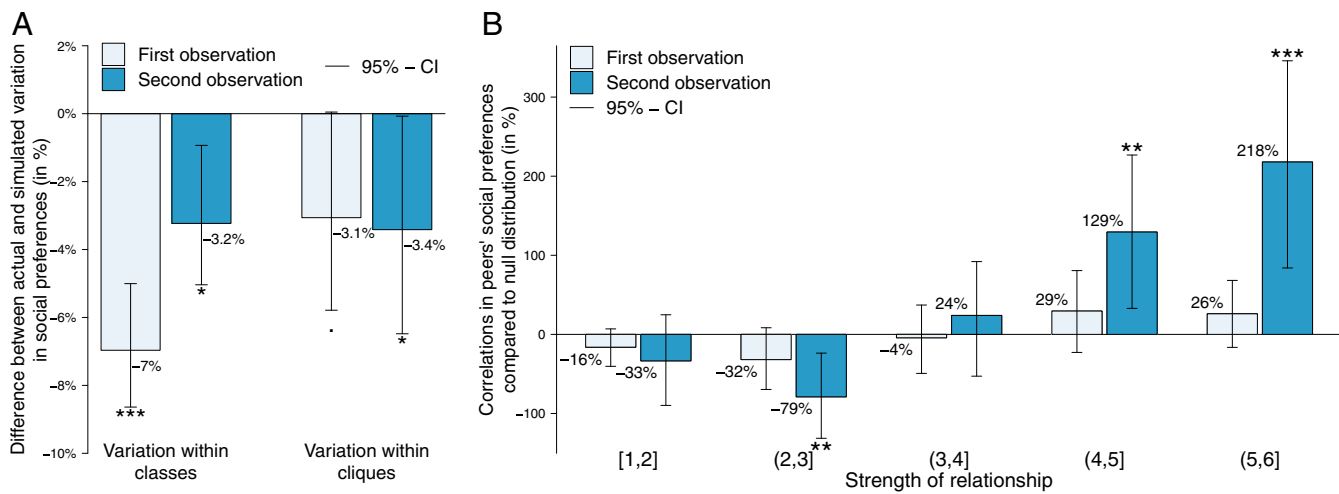 A
Difference between actual and simulated variation
in social preferences (in %)
2%
0%
−2%
−4%
−6%
−8%
−10%
First observation
Second observation
95% − CI
−7%
***
−3.2%
*
−3.1%
.
−3.4%
*
Variation within
classes
Variation within
cliques
B
Correlations in peers' social preferences
compared to null distribution (in %)
300
200
100
0
−100
First observation
Second observation
95% − CI
−16%
−33%
−32%
−79%
**
−4%
24%
29%
129%
**
26%
218%
***
[1,2]
(2,3]
(3,4]
(4,5]
(5,6]
Strength of relationship